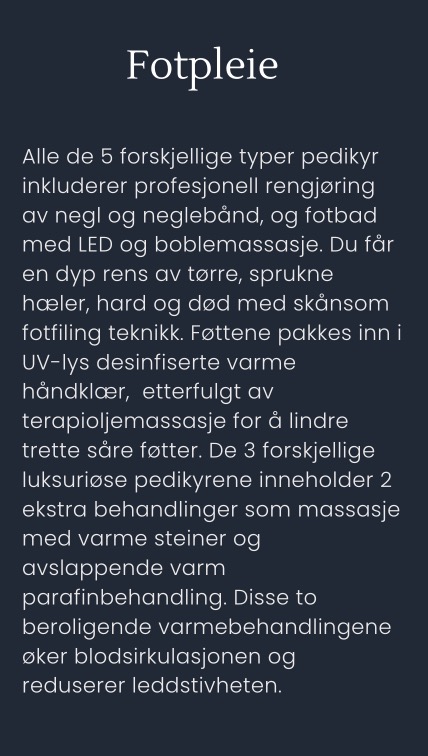 Fotpleie
Alle de 5 forskjellige typer pedikyr
inkluderer profesjonell rengjøring
av negl og neglebånd, og fotbad
med LED og boblemassasje. Du får
en dyp rens av tørre, sprukne
hæler, hard og død med skånsom
fotfiling teknikk. Føttene pakkes inn i
UV-lys desinfiserte varme
håndklær,  etterfulgt av
terapioljemassasje for å lindre
trette såre føtter. De 3 forskjellige
luksuriøse pedikyrene inneholder 2
ekstra behandlinger som massasje
med varme steiner og
avslappende varm
parafinbehandling. Disse to
beroligende varmebehandlingene
øker blodsirkulasjonen og
reduserer leddstivheten.